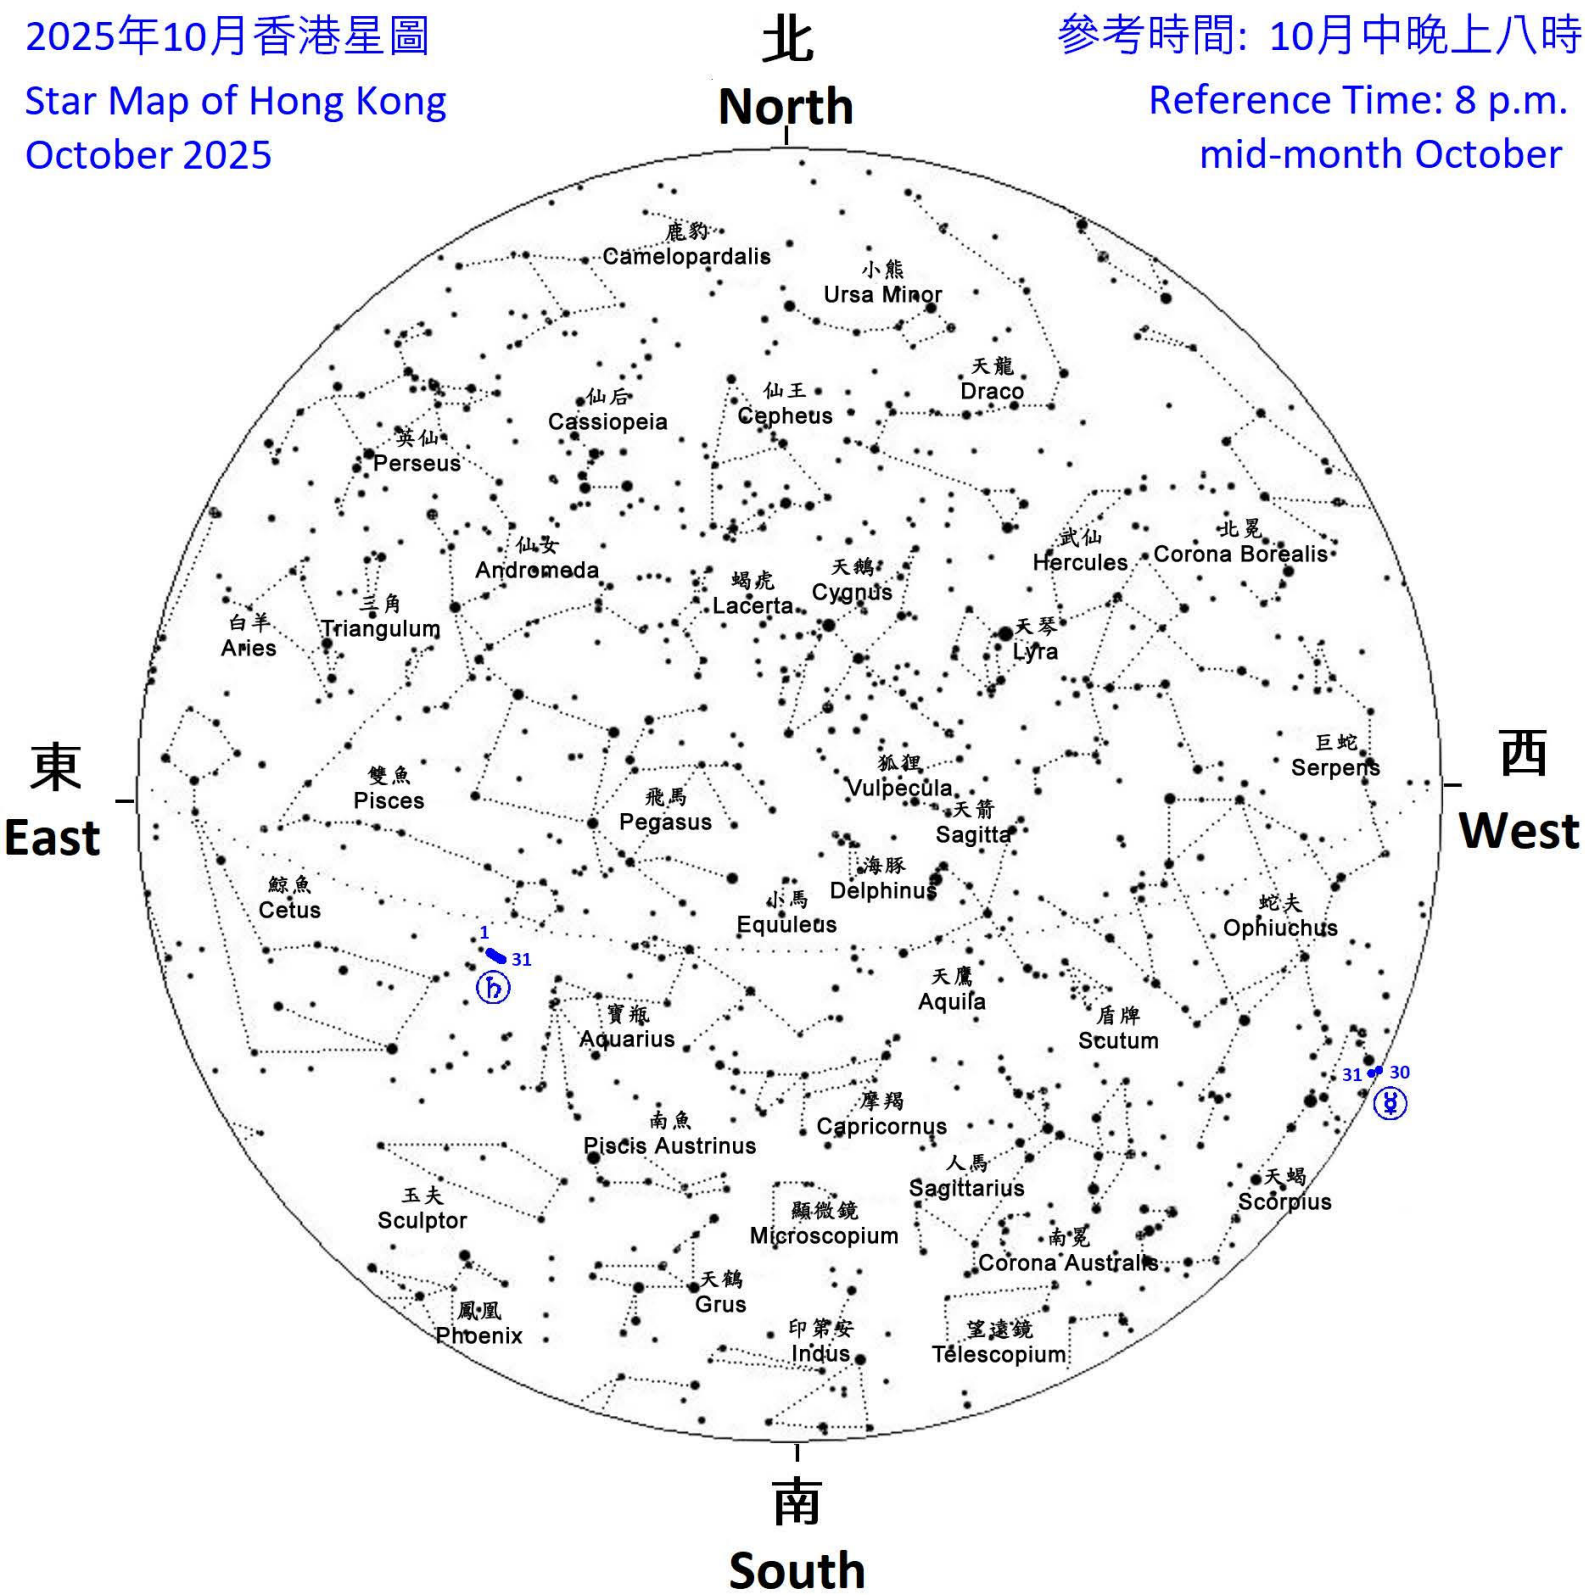 2025年10月香港星圖
Star Map of Hong Kong
October 2025
北
North
參考時間: 10月中晚上八時
Reference Time: 8 p.m.
mid-month October
鹿豹
Camelopardalis
小熊
Ursa Minor
天龍
Draco
仙后
Cassiopeia
仙王
Cepheus
英仙
Perseus
武仙
Hercules
北冕
Corona Borealis
仙女
Andromeda
蝎虎
Lacerta
天鵝
Cygnus
白羊
Aries
三角
Triangulum
天琴
Lyra
東
East
西
West
雙魚
Pisces
飛馬
Pegasus
狐狸
Vulpecula
天箭
Sagitta
巨蛇
Serpens
鯨魚
Cetus
小馬
Equuleus
海豚
Delphinus
蛇夫
Ophiuchus
1
31
♄
寶瓶
Aquarius
天鷹
Aquila
盾牌
Scutum
31
30
☿
南魚
Piscis Austrinus
摩羯
Capricornus
人馬
Sagittarius
天蝎
Scorpius
玉夫
Sculptor
顯微鏡
Microscopium
南冕
Corona Australis
鳳凰
Phoenix
天鶴
Grus
印第安
Indus
望遠鏡
Telescopium
南
South